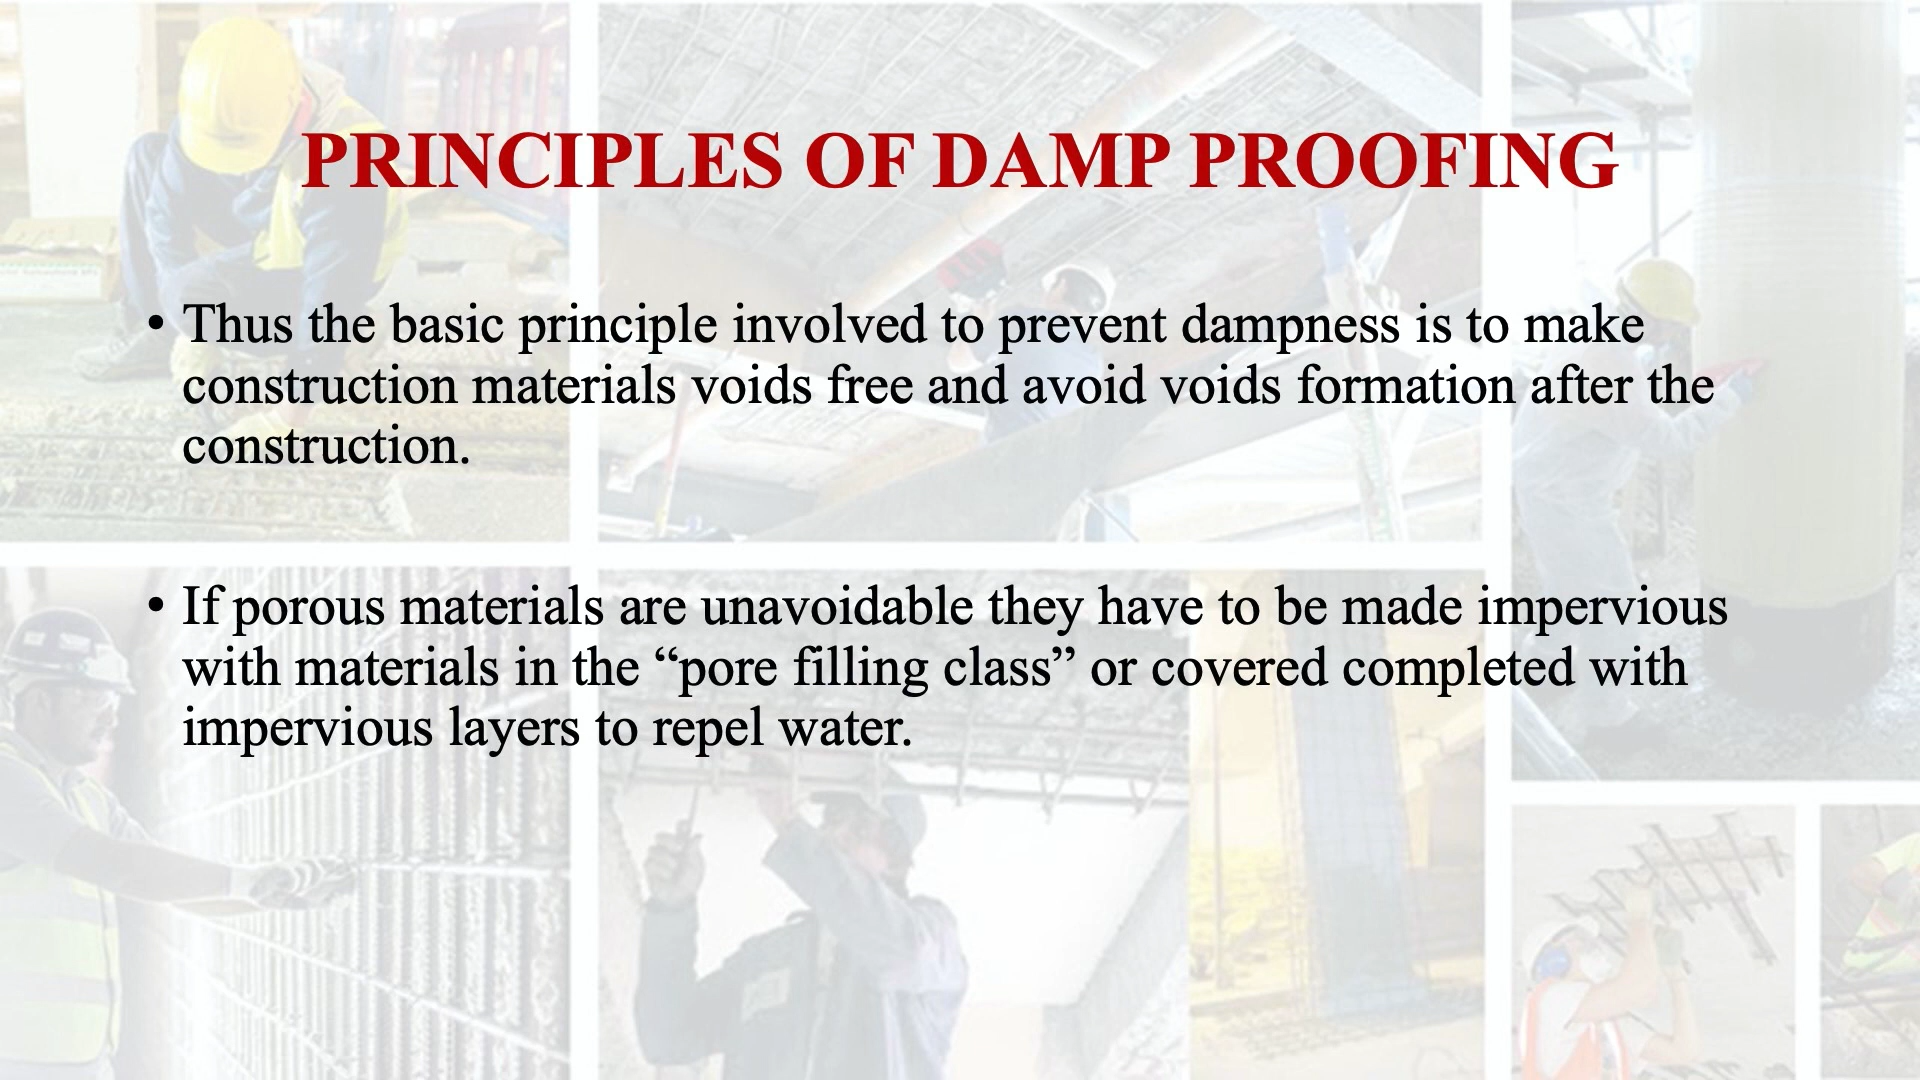 PRINCIPLES OF DAMP PROOFING
• Thus the basic principle involved to prevent dampness is to make
construction materials voids free and avoid voids formation after the
construction.
• If porous materials are unavoidable they have to be made impervious
with materials in the “pore filling class” or covered completed with
impervious layers to repel water.